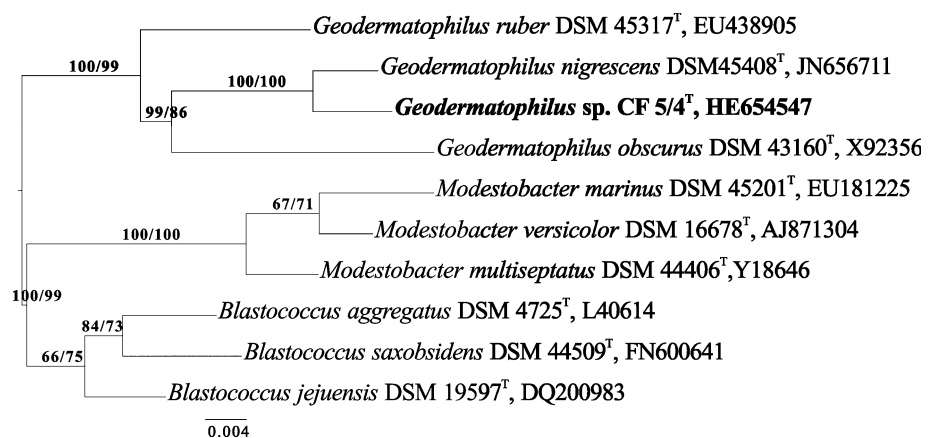 Geodermatophilus ruber DSM 45317T, EU438905
100/99
Geodermatophilus nigrescens DSM45408T, JN656711
100/100
Geodermatophilus sp. CF 5/4T, HE654547
99/86
Geodermatophilus obscurus DSM 43160T, X92356
Modestobacter marinus DSM 45201T, EU181225
67/71
Modestobacter versicolor DSM 16678T, AJ871304
100/100
Modestobacter multiseptatus DSM 44406T,Y18646
100/99
Blastococcus aggregatus DSM 4725T, L40614
84/73
Blastococcus saxobsidens DSM 44509T, FN600641
66/75
Blastococcus jejuensis DSM 19597T, DQ200983
0.004